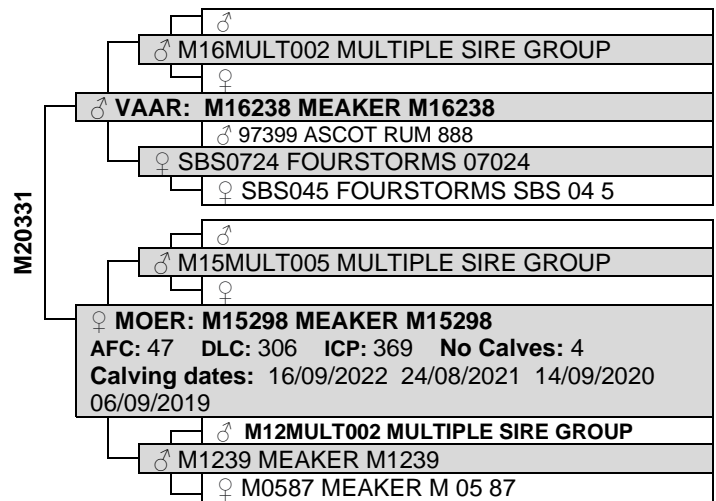 ♂
♂ M16MULT002 MULTIPLE SIRE GROUP
♀
♂ VAAR: M16238 MEAKER M16238
♂ 97399 ASCOT RUM 888
♀ SBS0724 FOURSTORMS 07024
♀ SBS045 FOURSTORMS SBS 04 5
M20331
♂
♂ M15MULT005 MULTIPLE SIRE GROUP
♀
♀ MOER: M15298 MEAKER M15298
AFC: 47 DLC: 306 ICP: 369 No Calves: 4
Calving dates: 16/09/2022 24/08/2021 14/09/2020
06/09/2019
♂ M12MULT002 MULTIPLE SIRE GROUP
♂ M1239 MEAKER M1239
♀ M0587 MEAKER M 05 87